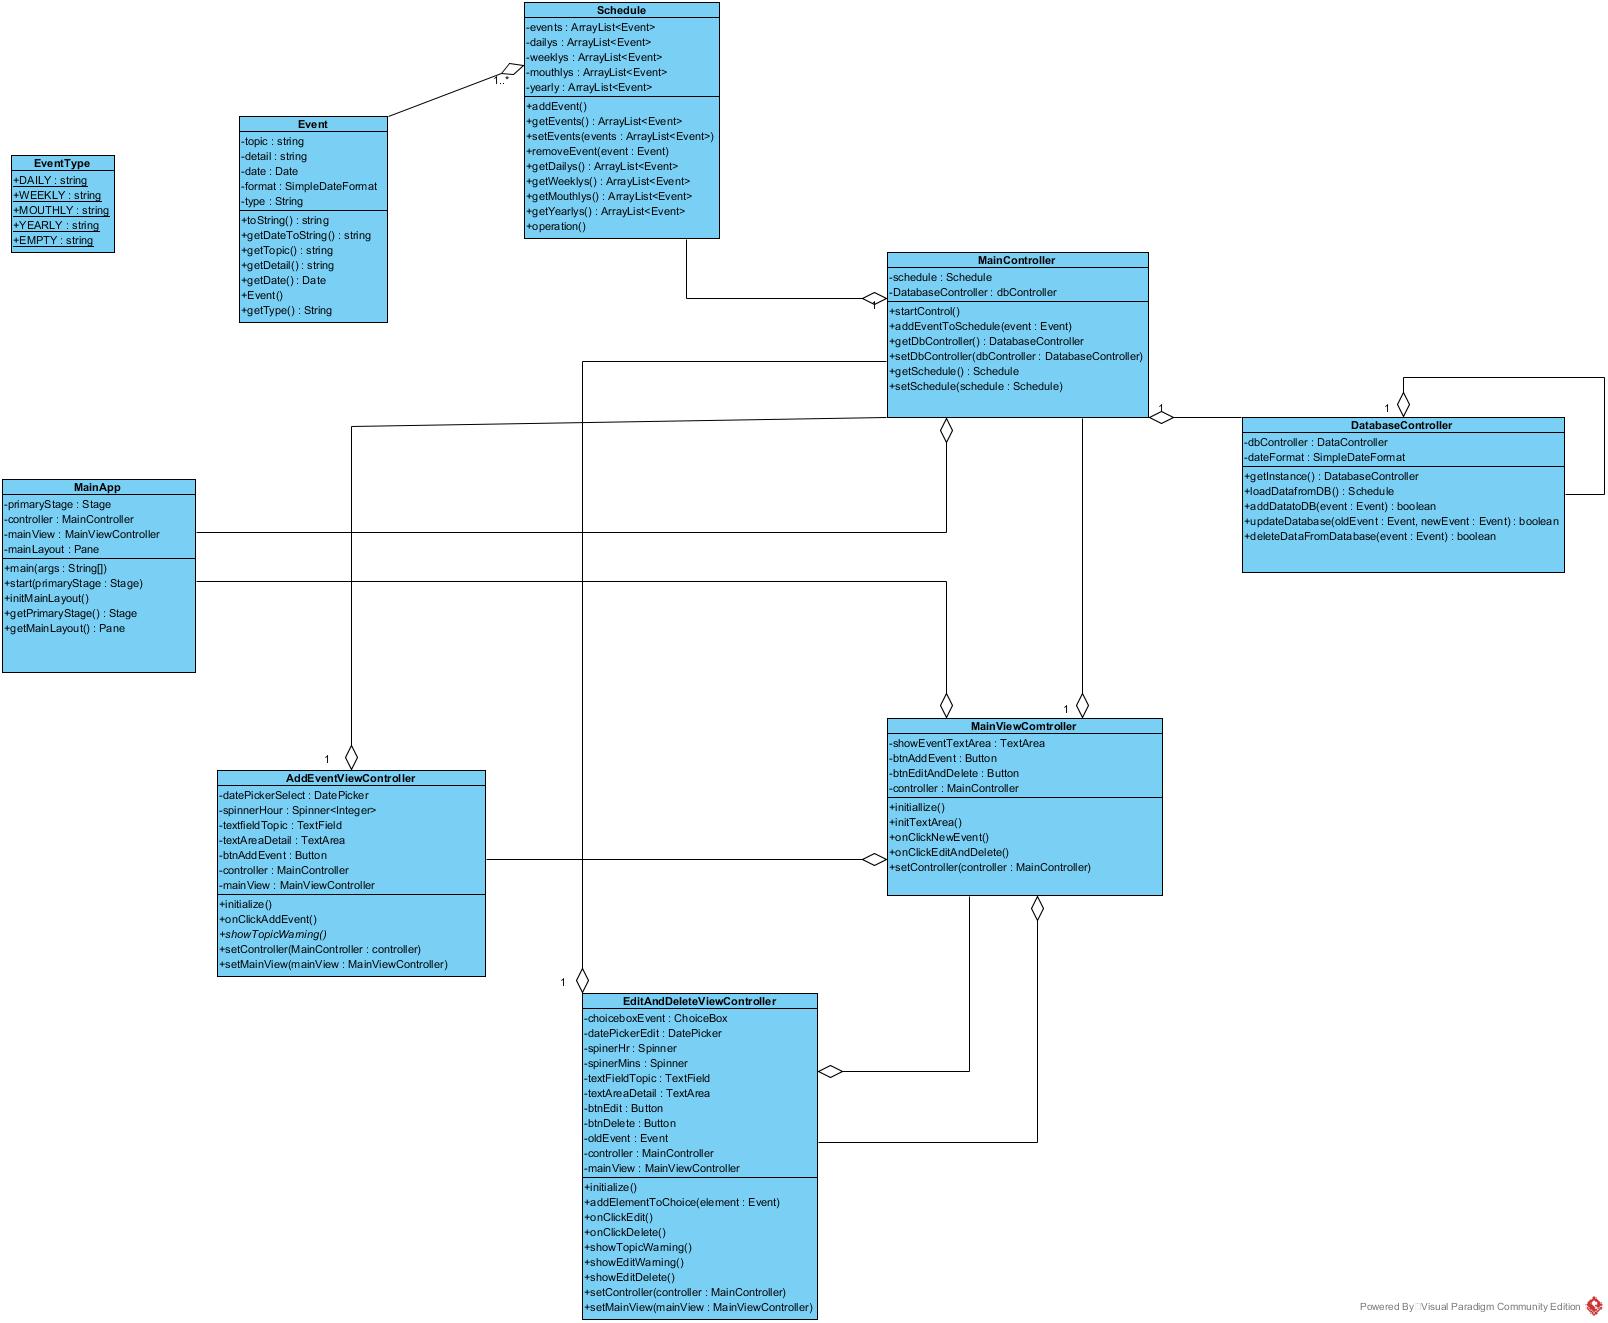 Schedule
-events : ArrayList<Event>
-dailys : ArrayList<Event>
-weeklys : ArrayList<Event>
-mouthlys : ArrayList<Event>
-yearly : ArrayList<Event>
+addEvent()
+getEvents() : ArrayList<Event>
+setEvents(events : ArrayList<Event>)
+removeEvent(event : Event)
+getDailys() : ArrayList<Event>
+getWeeklys() : ArrayList<Event>
+getMouthlys() : ArrayList<Event>
+getYearlys() : ArrayList<Event>
+operation()
1..*
Event
-topic : string
-detail : string
-date : Date
-format : SimpleDateFormat
-type : String
+toString() : string
+getDateToString() : string
+getTopic() : string
+getDetail() : string
+getDate() : Date
+Event()
+getType() : String
EventType
+DAILY : string
+WEEKLY : string
+MOUTHLY : string
+YEARLY : string
+EMPTY : string
MainController
-schedule : Schedule
-DatabaseController : dbController
+startControl()
+addEventToSchedule(event : Event)
+getDbController() : DatabaseController
+setDbController(dbController : DatabaseController)
+getSchedule() : Schedule
+setSchedule(schedule : Schedule)
1
1
1
DatabaseController
-dbController : DataController
-dateFormat : SimpleDateFormat
+getInstance() : DatabaseController
+loadDatafromDB() : Schedule
+addDatatoDB(event : Event) : boolean
+updateDatabase(oldEvent : Event, newEvent : Event) : boolean
+deleteDataFromDatabase(event : Event) : boolean
MainApp
-primaryStage : Stage
-controller : MainController
-mainView : MainViewController
-mainLayout : Pane
+main(args : String[])
+start(primaryStage : Stage)
+initMainLayout()
+getPrimaryStage() : Stage
+getMainLayout() : Pane
1
MainViewComtroller
-showEventTextArea : TextArea
-btnAddEvent : Button
-btnEditAndDelete : Button
-controller : MainController
+initiallize()
+initTextArea()
+onClickNewEvent()
+onClickEditAndDelete()
+setController(controller : MainController)
1
AddEventViewController
-datePickerSelect : DatePicker
-spinnerHour : Spinner<Integer>
-textfieldTopic : TextField
-textAreaDetail : TextArea
-btnAddEvent : Button
-controller : MainController
-mainView : MainViewController
+initialize()
+onClickAddEvent()
+showTopicWarning()
+setController(MainController : controller)
+setMainView(mainView : MainViewController)
1
EditAndDeleteViewController
-choiceboxEvent : ChoiceBox
-datePickerEdit : DatePicker
-spinerHr : Spinner
-spinerMins : Spinner
-textFieldTopic : TextField
-textAreaDetail : TextArea
-btnEdit : Button
-btnDelete : Button
-oldEvent : Event
-controller : MainController
-mainView : MainViewController
+initialize()
+addElementToChoice(element : Event)
+onClickEdit()
+onClickDelete()
+showTopicWarning()
+showEditWarning()
+showEditDelete()
+setController(controller : MainController)
+setMainView(mainView : MainViewController)
Powered By Visual Paradigm Community Edition